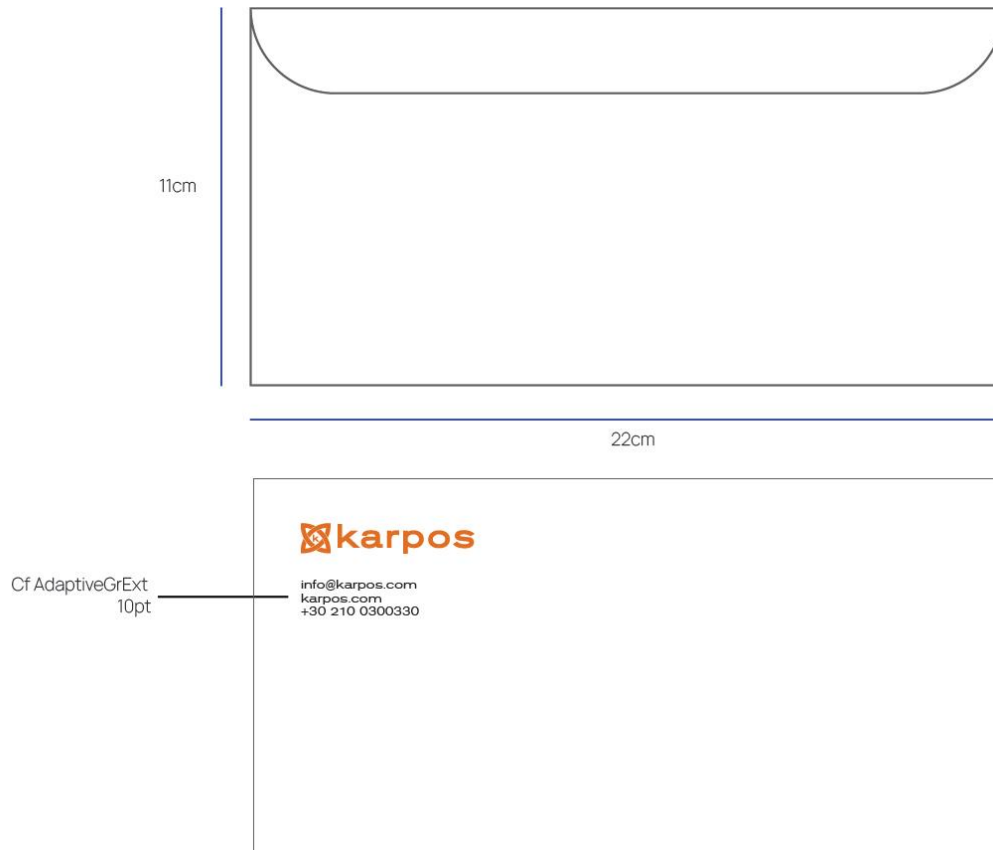 11cm
22cm
karpos
info@karpos.com
karpos.com
+30 210 0300330
Cf AdaptiveGrExt
10pt